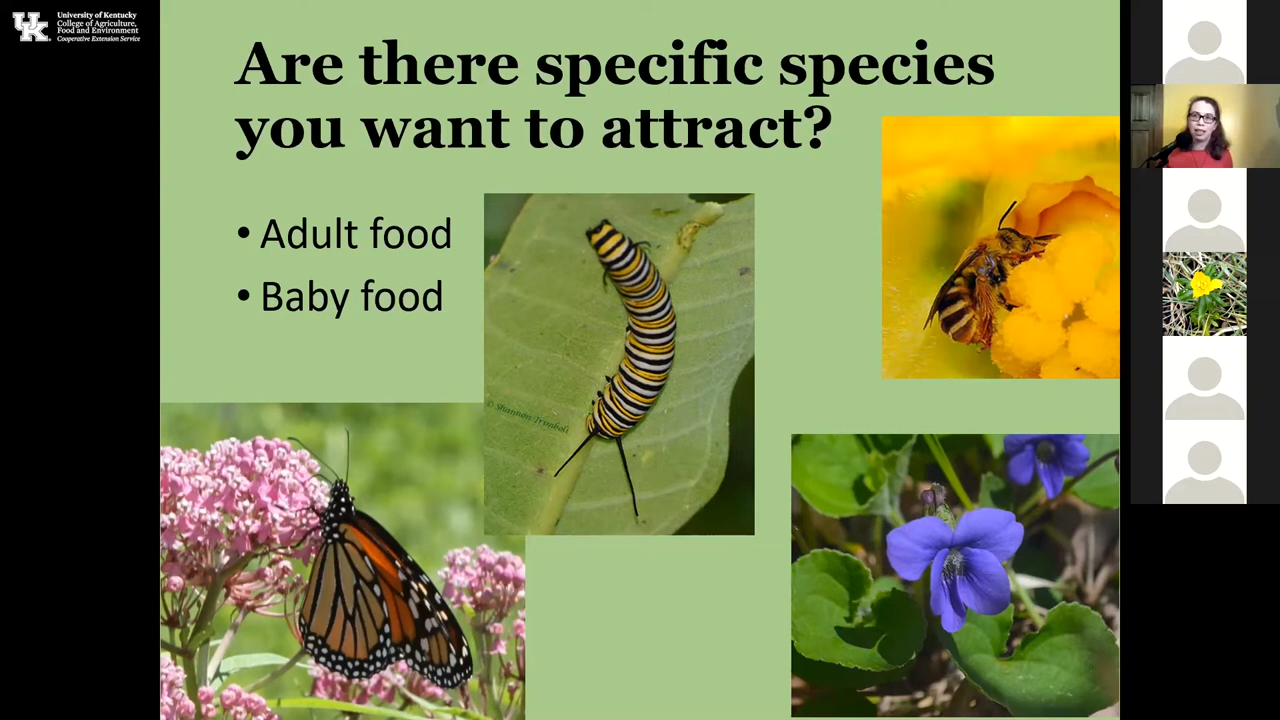 University of Kentucky
College of Agriculture,
Food and Environment
Cooperative Extension Service
UK
Are there specific species
you want to attract?
• Adult food
• Baby food
© Shannon Trimboli